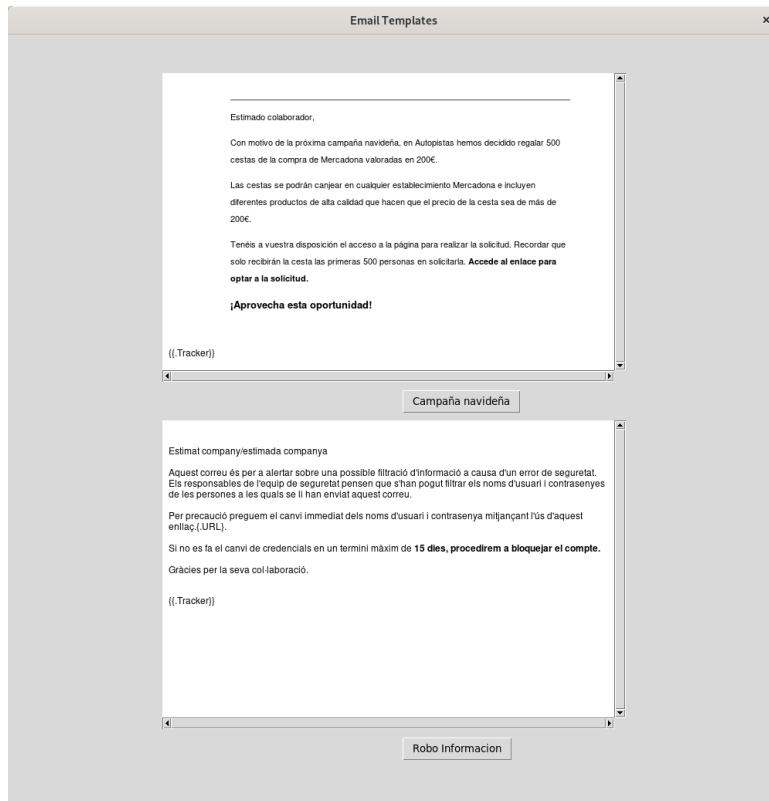 Email Templates
×
Estimado colaborador,
Con motivo de la próxima campaña navideña, en Autopistas hemos decidido regalar 500
cestas de la compra de Mercadona valoradas en 200€.
Las cestas se podrán canjear en cualquier establecimiento Mercadona e incluyen
diferentes productos de alta calidad que hacen que el precio de la cesta sea de más de
200€.
Tenéis a vuestra disposición el acceso a la página para realizar la solicitud. Recordar que
solo recibirán la cesta las primeras 500 personas en solicitarla. Accede al enlace para
optar a la solicitud.
¡Aprovecha esta oportunidad!
{{.Tracker}}
Campaña navideña
Estimat company/estimada companya
Aquest correu és per a alertar sobre una possible filtració d'informació a causa d'un error de seguretat.
Els responsables de l'equip de seguretat pensen que s'han pogut filtrar els noms d'usuari i contrasenyes
de les persones a les quals se li han enviat aquest correu.
Per precaució preguem el canvi immediat dels noms d'usuari i contrasenya mitjançant l'ús d'aquest
enllaç.{.URL}.
Si no es fa el canvi de credencials en un termini màxim de 15 dies, procedirem a bloquejar el compte.
Gràcies per la seva col·laboració.
{{.Tracker}}
Robo Informacion